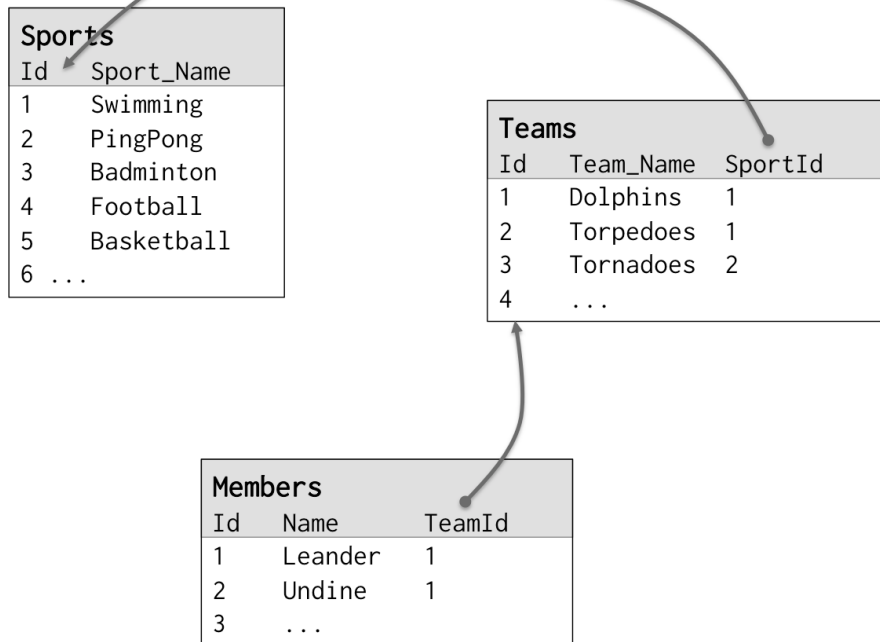 Sports
Id Sport_Name
1 Swimming
2 PingPong
3 Badminton
4 Football
5 Basketball
6 ...
Teams
Id Team_Name SportId
1 Dolphins 1
2 Torpedoes 1
3 Tornadoes 2
4 ...
Members
Id Name TeamId
1 Leander 1
2 Undine 1
3 ...